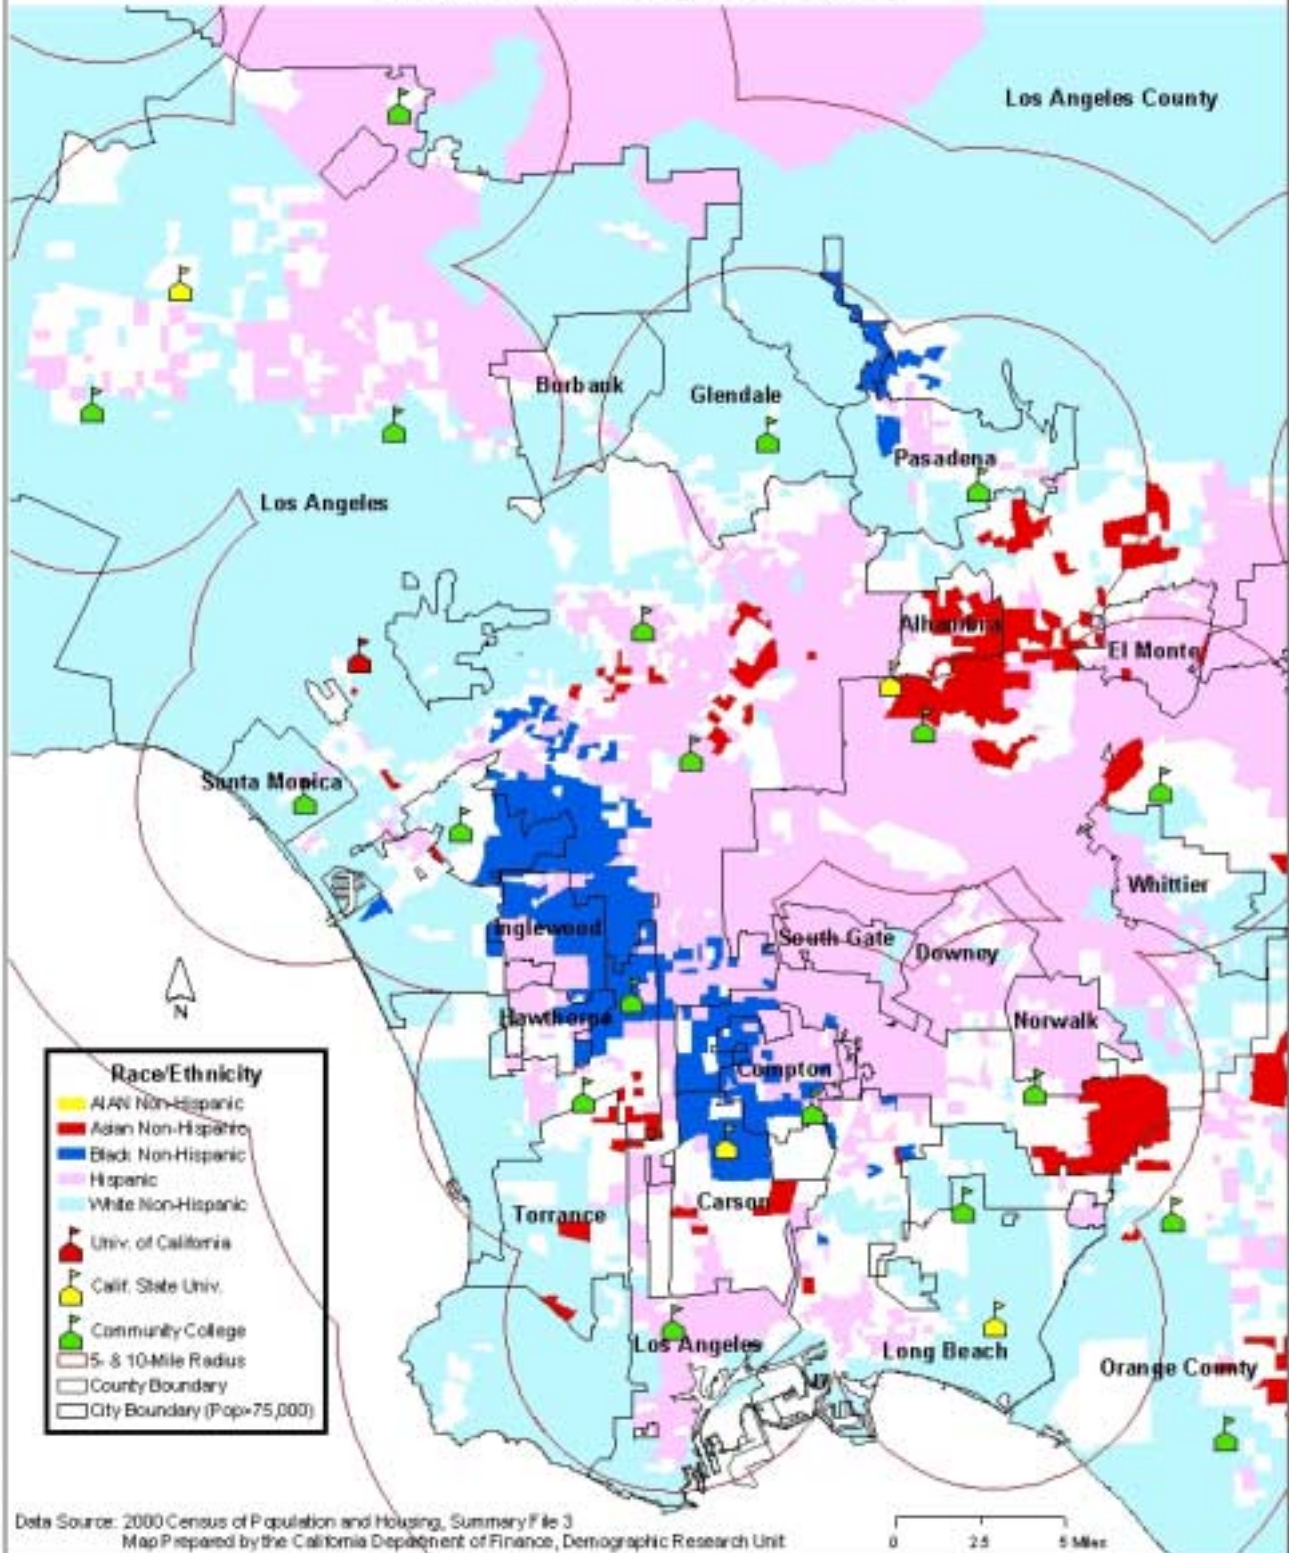 Los Angeles County
Burbank
Glendale
Pasadena
Los Angeles
Alhambra
El Monte
Santa Monica
Whittier
Inglewood
South Gate
Downey
N
Hawthorne
Norwalk
Compton
Race/Ethnicity
AIAN Non-Hispanic
Asian Non-Hispanic
Black Non-Hispanic
Hispanic
White Non-Hispanic
Univ. of California
Calif. State Univ.
Community College
5- & 10-Mile Radius
County Boundary
City Boundary (Pop>75,000)
Carson
Torrance
Los Angeles
Long Beach
Orange County
Data Source: 2000 Census of Population and Housing, Summary File 3
Map Prepared by the California Department of Finance, Demographic Research Unit
0 2.5 5 Miles